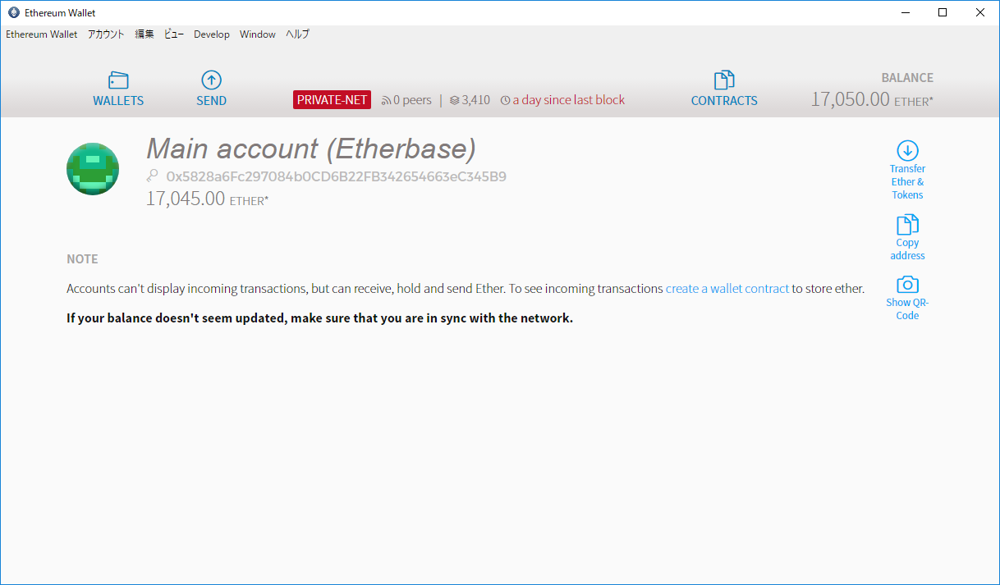 Ethereum Wallet
Ethereum Wallet アカウント 編集 ビュー Develop Window ヘルプ
WALLETS
SEND
PRIVATE-NET 0 peers | 3,410 a day since last block
CONTRACTS
BALANCE
17,050.00 ETHER*
Main account (Etherbase)
0x5828a6Fc297084b0CD6B22FB342654663eC345B9
17,045.00 ETHER*
Transfer
Ether &
Tokens
Copy
address
Show QR-
Code
NOTE
Accounts can't display incoming transactions, but can receive, hold and send Ether. To see incoming transactions create a wallet contract to store ether.
If your balance doesn't seem updated, make sure that you are in sync with the network.